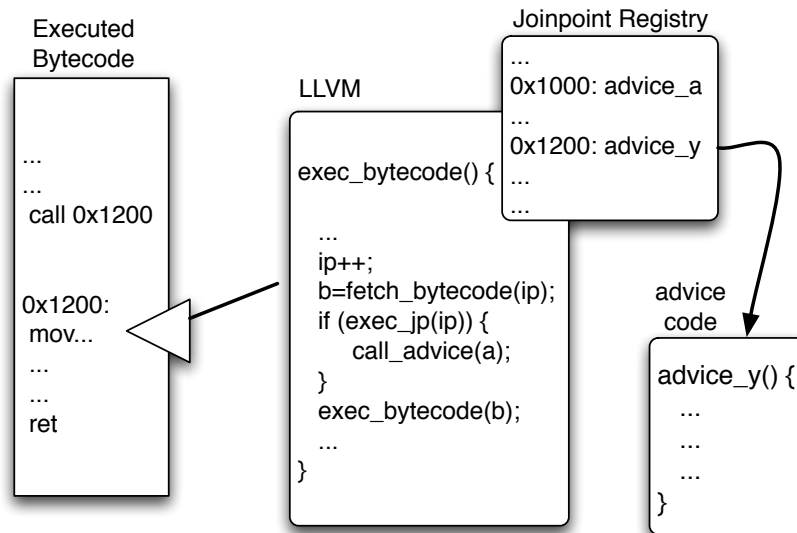 Executed
Bytecode
...
...
call 0x1200
0x1200:
mov...
...
...
ret
LLVM
exec_bytecode() {
...
ip++;
b=fetch_bytecode(ip);
if (exec_jp(ip)) {
call_advice(a);
}
exec_bytecode(b);
...
}
Joinpoint Registry
...
0x1000: advice_a
...
0x1200: advice_y
...
...
advice
code
advice_y() {
...
...
...
}